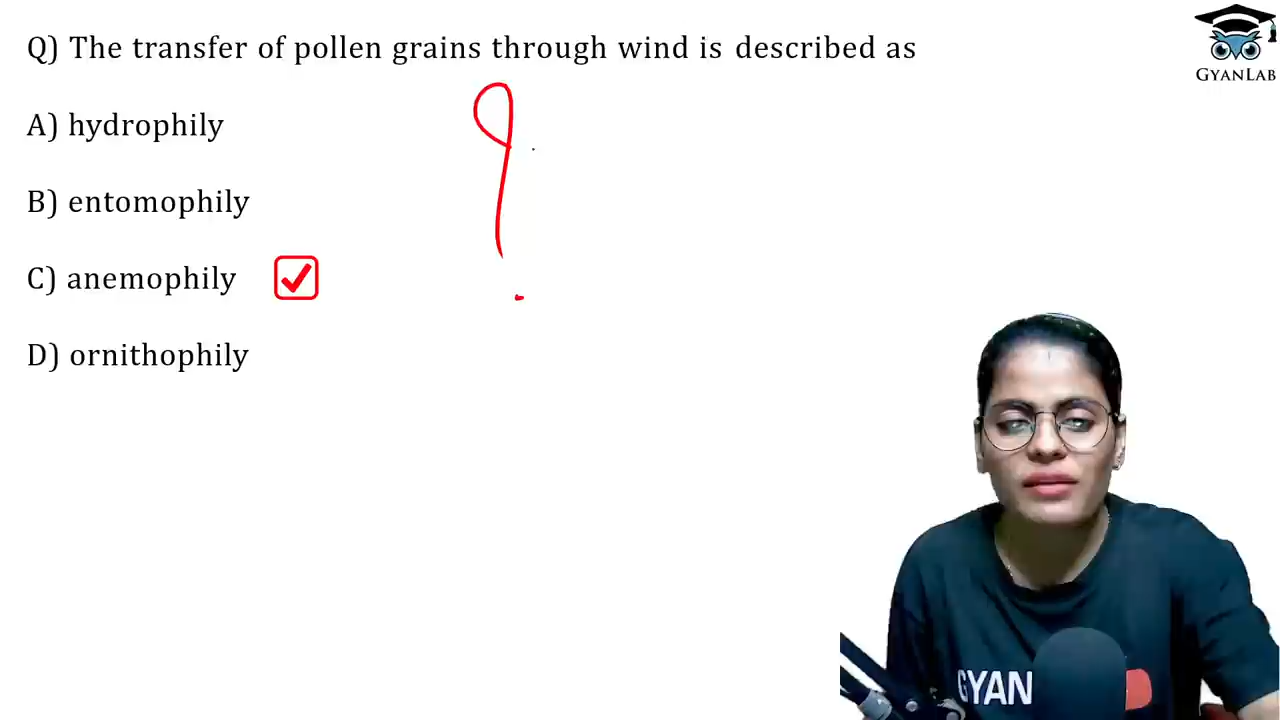 Q) The transfer of pollen grains through wind is described as
A) hydrophily
B) entomophily
C) anemophily
D) ornithophily
GYANLAB
GYAN